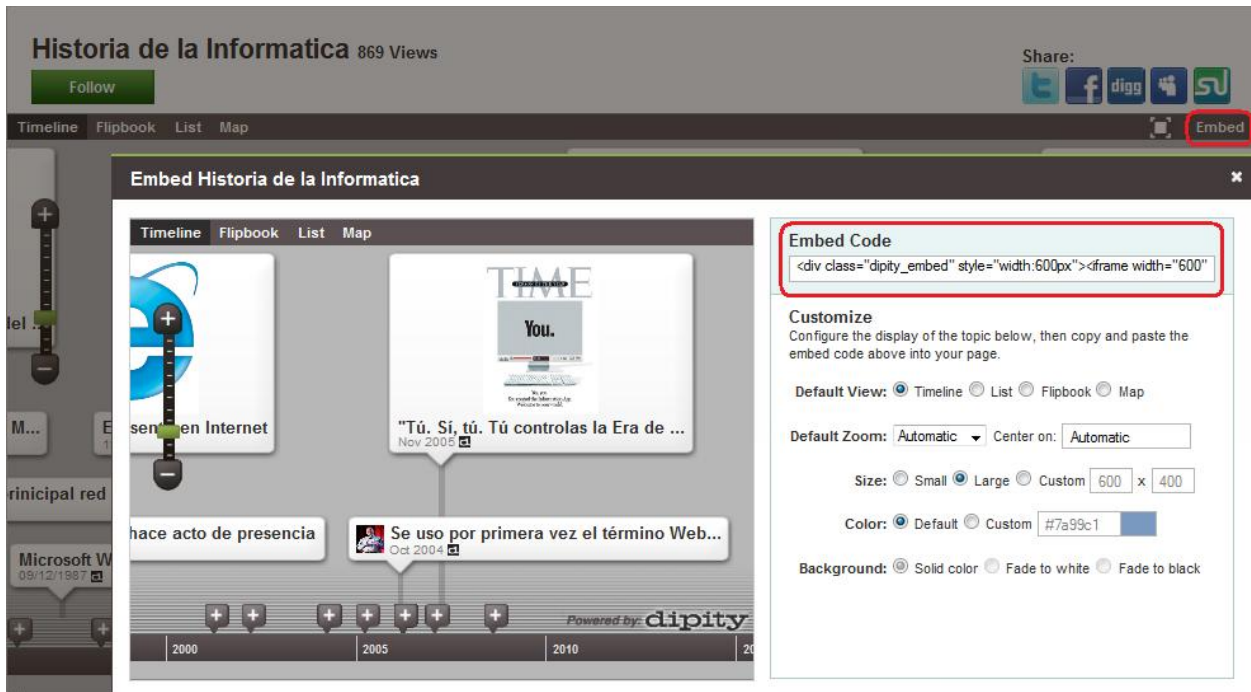 Historia de la Informatica 869 Views
Share:
Follow
digg
Timeline Flipbook List Map
Embed
Embed Historia de la Informatica
Timeline Flipbook List Map
TIME
You.
en Internet
"Tú. Sí, tú. Tú controlas la Era de ...
Nov 2005
hace acto de presencia
Se uso por primera vez el término Web...
Oct 2004
Powered by: dipity
2000 2005 2010
Embed Code
<div class="dipity_embed" style="width:600px"><iframe width="600"
Customize
Configure the display of the topic below, then copy and paste the
embed code above into your page.
Default View: Timeline List Flipbook Map
Default Zoom: Automatic Center on: Automatic
Size: Small Large Custom 600 x 400
Color: Default Custom #7a99c1
Background: Solid color Fade to white Fade to black
M...
rinicipal red
Microsoft W
09/12/1987